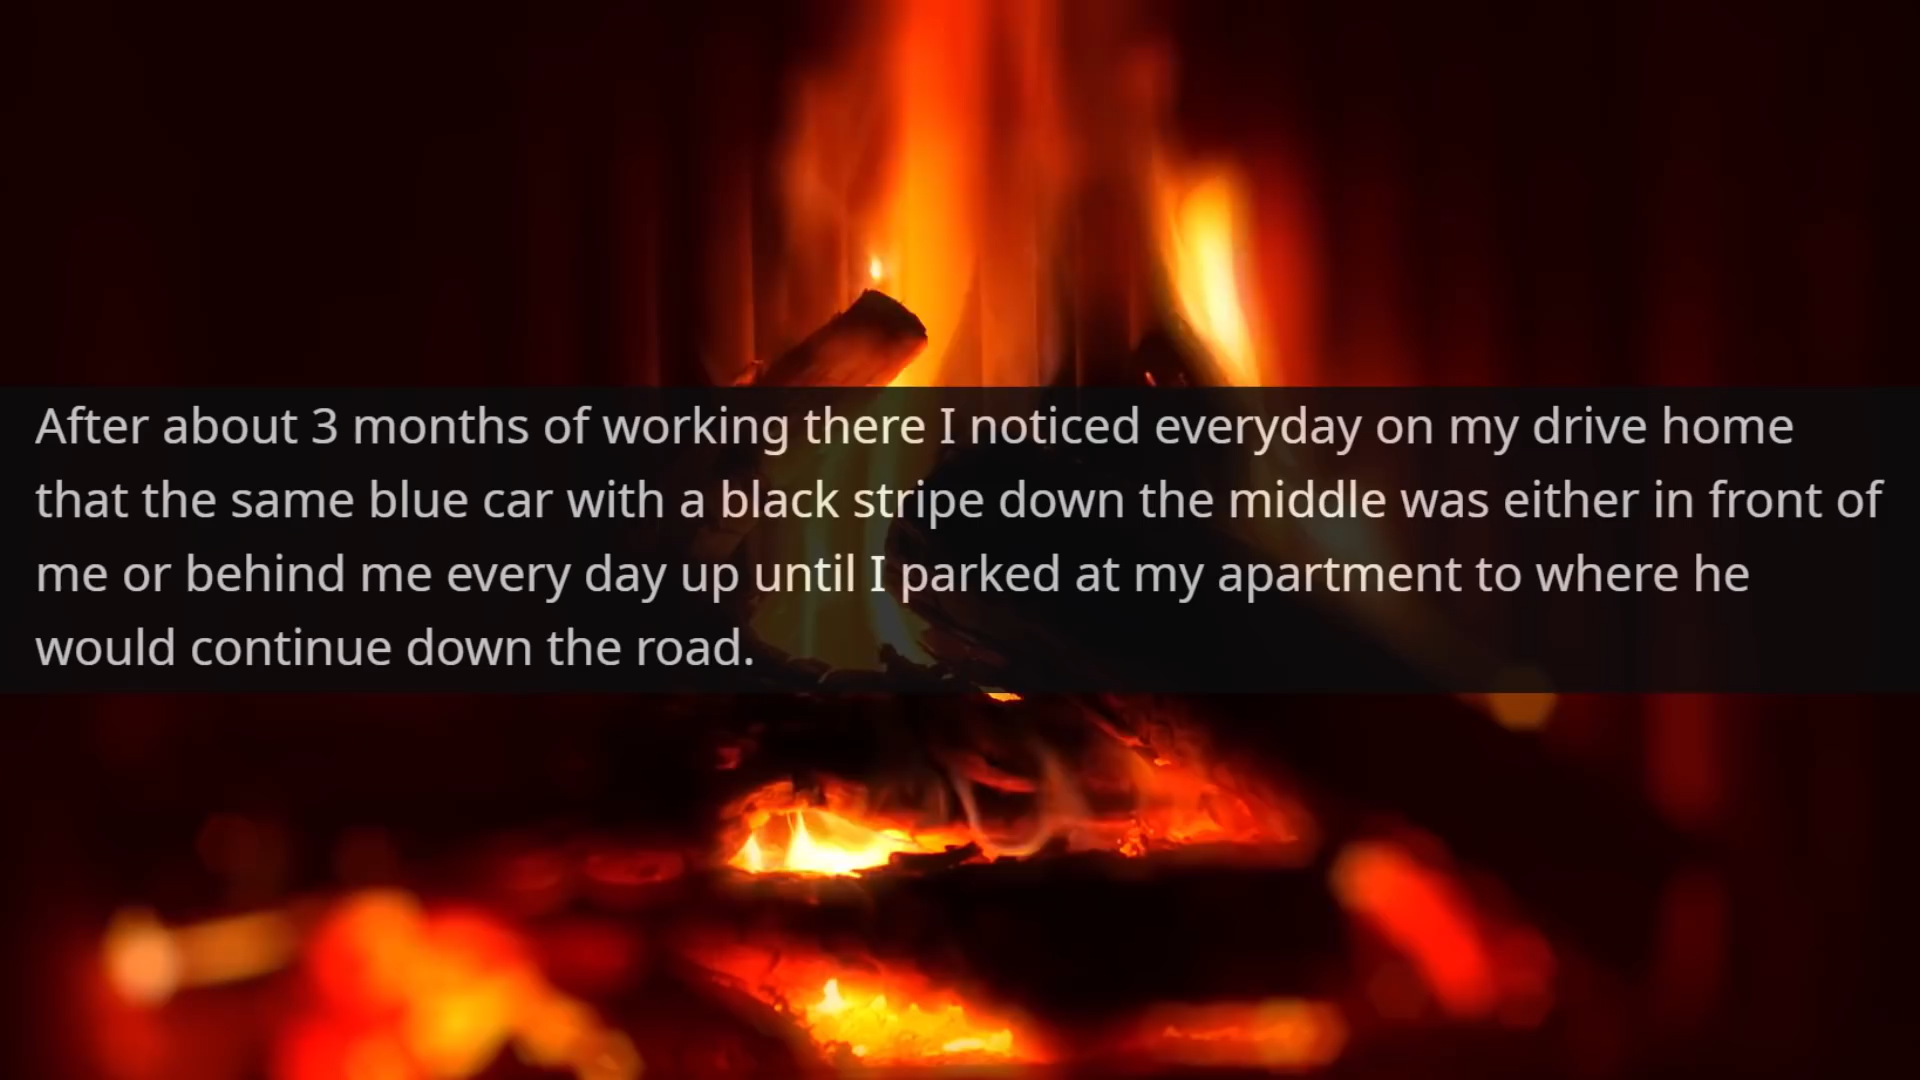 After about 3 months of working there I noticed everyday on my drive home
that the same blue car with a black stripe down the middle was either in front of
me or behind me every day up until I parked at my apartment to where he
would continue down the road.